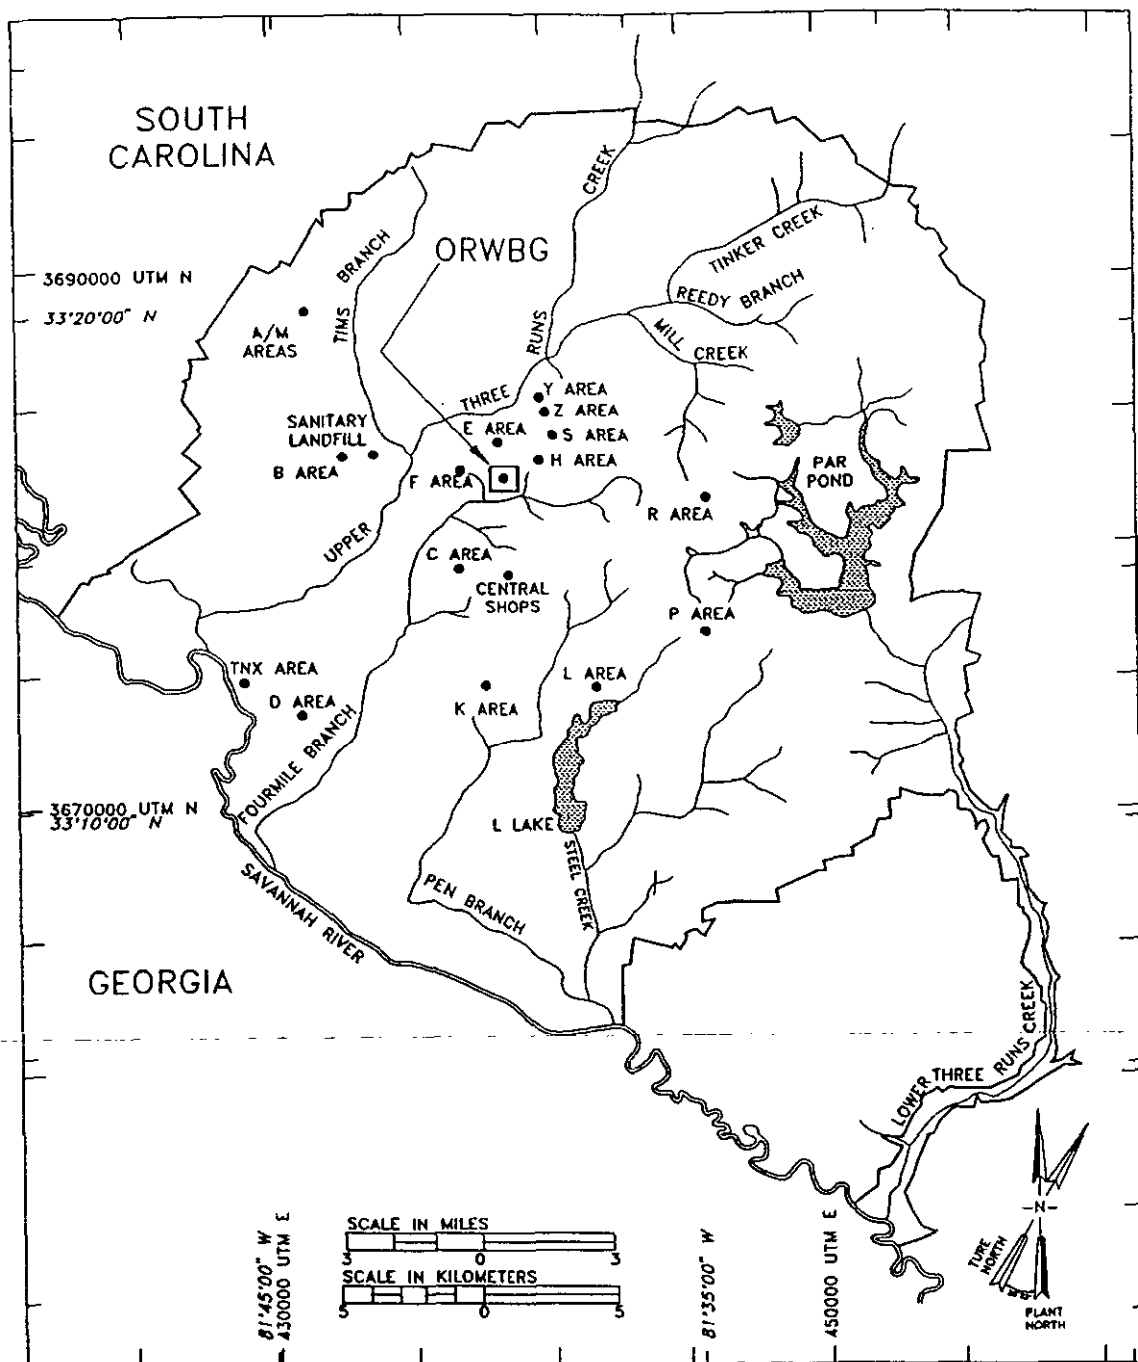 SOUTH
CAROLINA
CREEK
BRANCH
ORWBG
TINKER CREEK
3690000 UTM N
33°20'00" N
REEDY BRANCH
A/M
AREAS
TIMS
RUNS
MILL
CREEK
THREE
Y AREA
Z AREA
SANITARY
LANDFILL
E AREA
S AREA
B AREA
F AREA
H AREA
PAR
POND
R AREA
UPPER
C AREA
CENTRAL
SHOPS
P AREA
TNX AREA
L AREA
D AREA
K AREA
FOURMILE BRANCH
3670000 UTM N
33°10'00" N
L LAKE
STEEL CREEK
SAVANNAH RIVER
PEN BRANCH
GEORGIA
LOWER THREE RUNS CREEK
SCALE IN MILES
3 0 3
SCALE IN KILOMETERS
5 0 5
81°45'00" W
430000 UTM E
81°35'00" W
450000 UTM E
-N-
TURE
NORTH
PLANT
NORTH